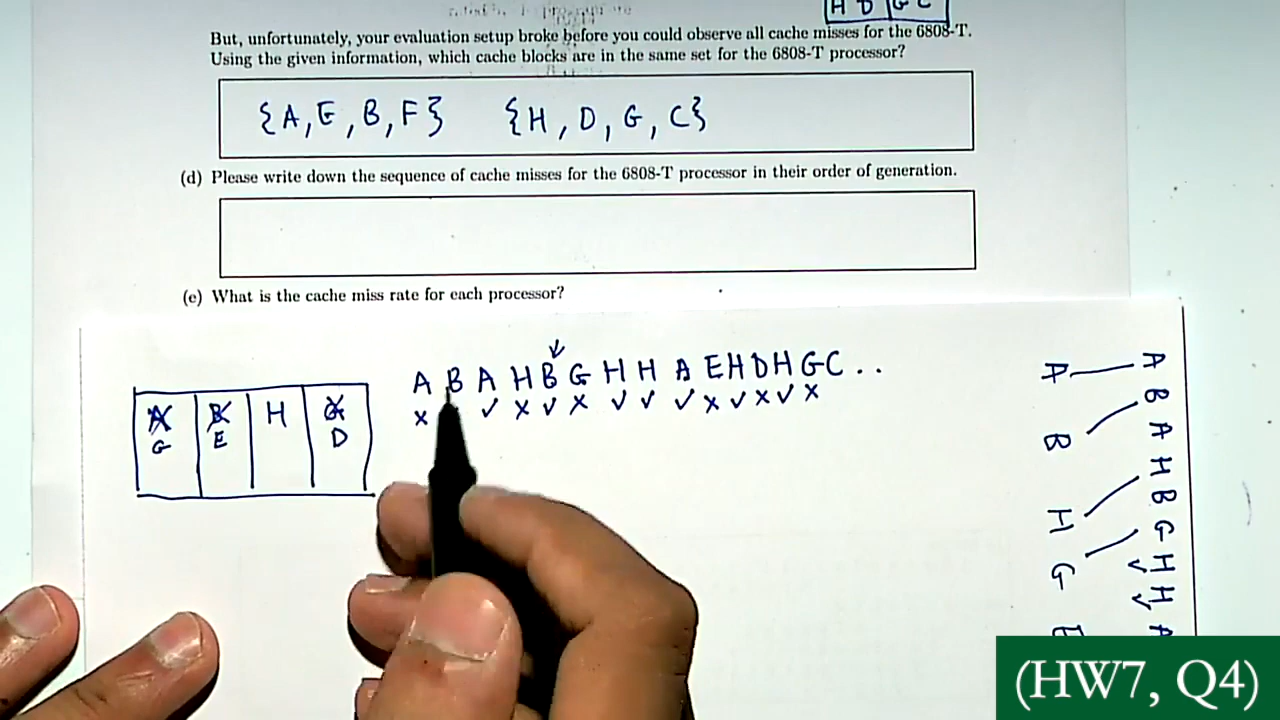 H D G C
But, unfortunately, your evaluation setup broke before you could observe all cache misses for the 6808-T.
Using the given information, which cache blocks are in the same set for the 6808-T processor?
{A, E, B, F} {H, D, G, C}
(d) Please write down the sequence of cache misses for the 6808-T processor in their order of generation.
(e) What is the cache miss rate for each processor?
A B A H B G H H A E H D H G C ..
x ✓ x ✓ x ✓ ✓ ✓ x ✓ x ✓ x
A B H G
G E D
A B A H B G H H A
✓ ✓
A B H G E
(HW7, Q4)